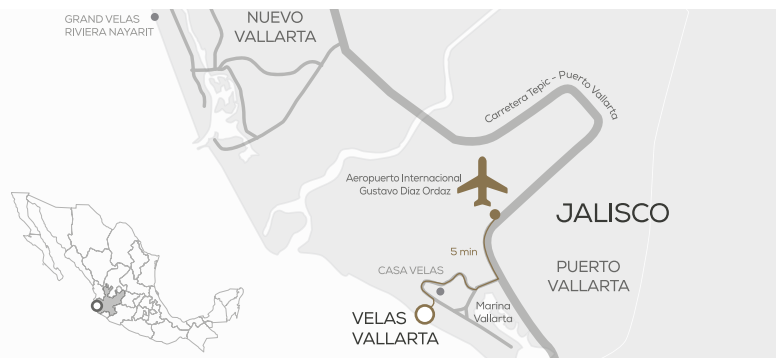 GRAND VELAS
RIVIERA NAYARIT
NUEVO
VALLARTA
Carretera Tepic - Puerto Vallarta
Aeropuerto Internacional
Gustavo Diaz Ordaz
JALISCO
5 min
CASA VELAS
PUERTO
VALLARTA
Marina
Vallarta
VELAS
VALLARTA